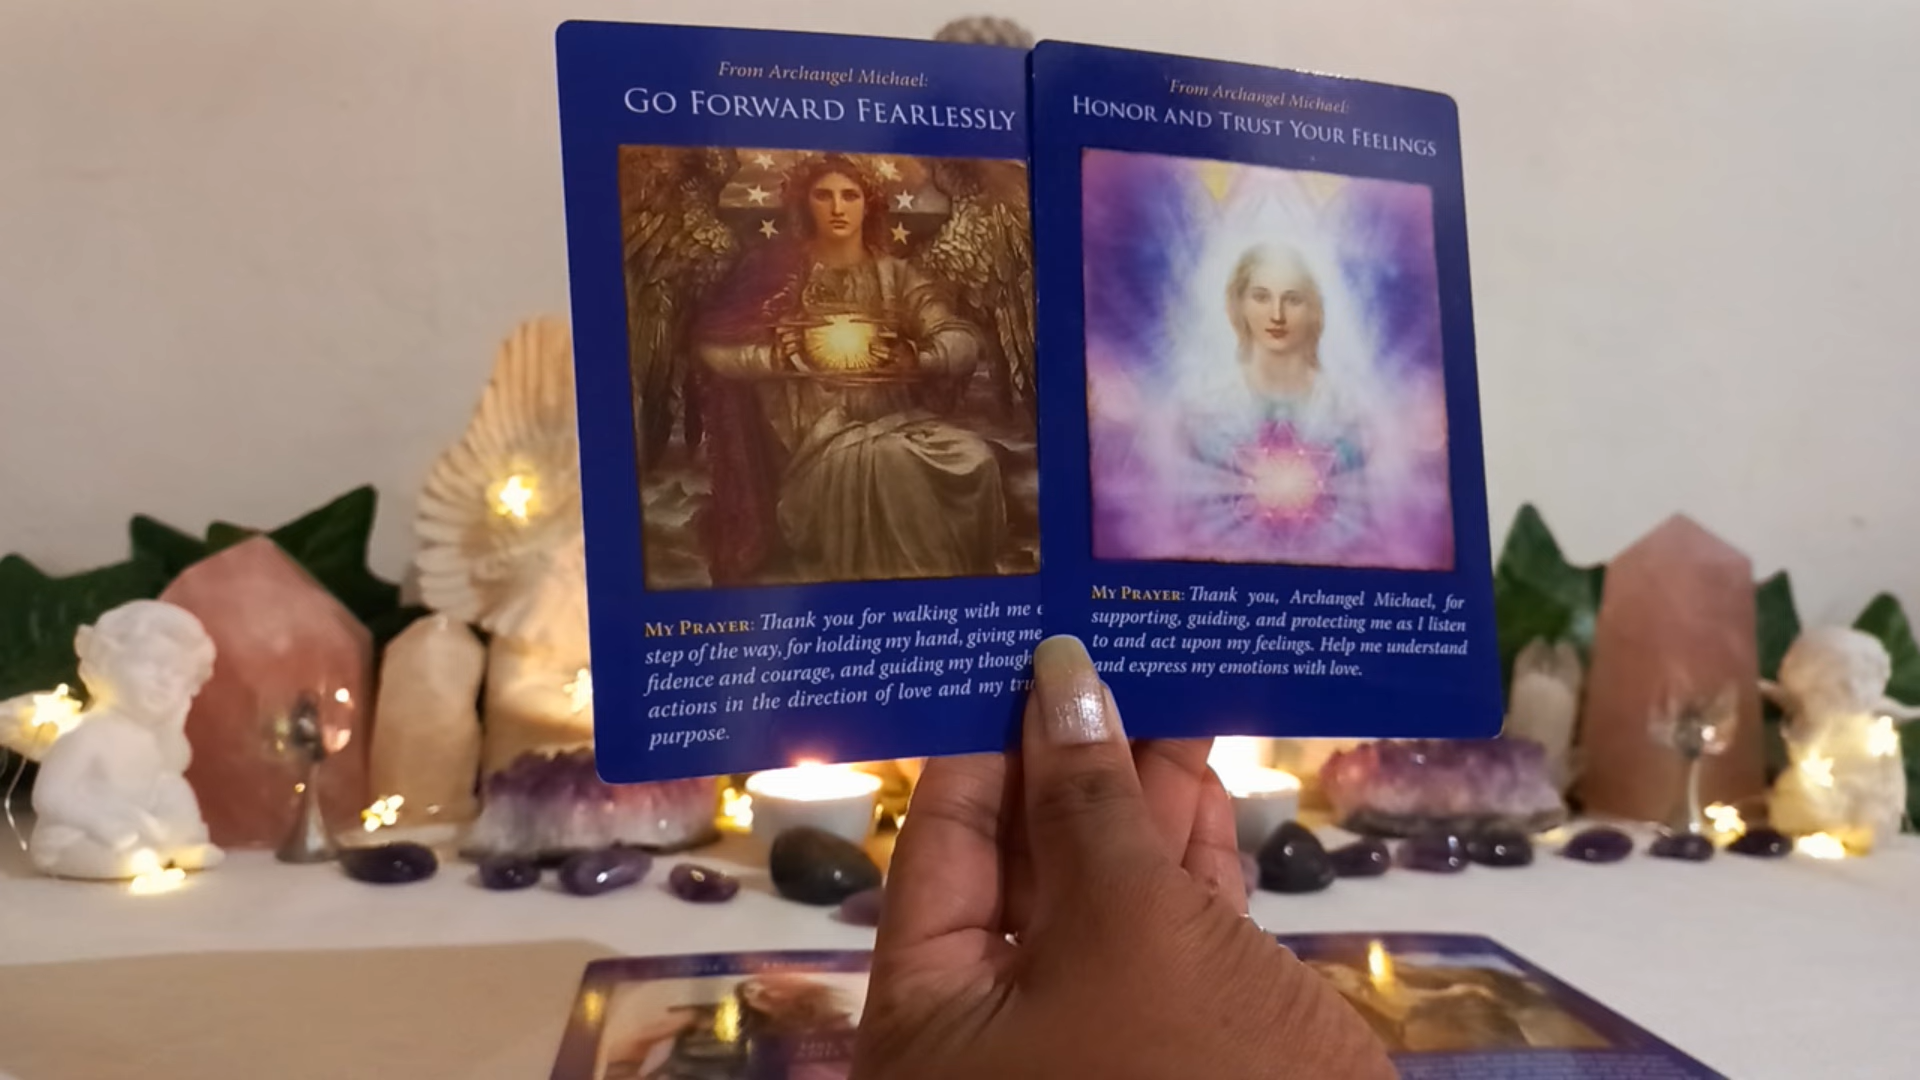 From Archangel Michael:
GO FORWARD FEARLESSLY
MY PRAYER: Thank you for walking with me
step of the way, for holding my hand, giving me
fidence and courage, and guiding my
actions in the direction of love and my
purpose.
From Archangel Michael:
HONOR AND TRUST YOUR FEELINGS
MY PRAYER: Thank you, Archangel Michael, for
supporting, guiding, and protecting me as I listen
to and act upon my feelings. Help me understand
and express my emotions with love.